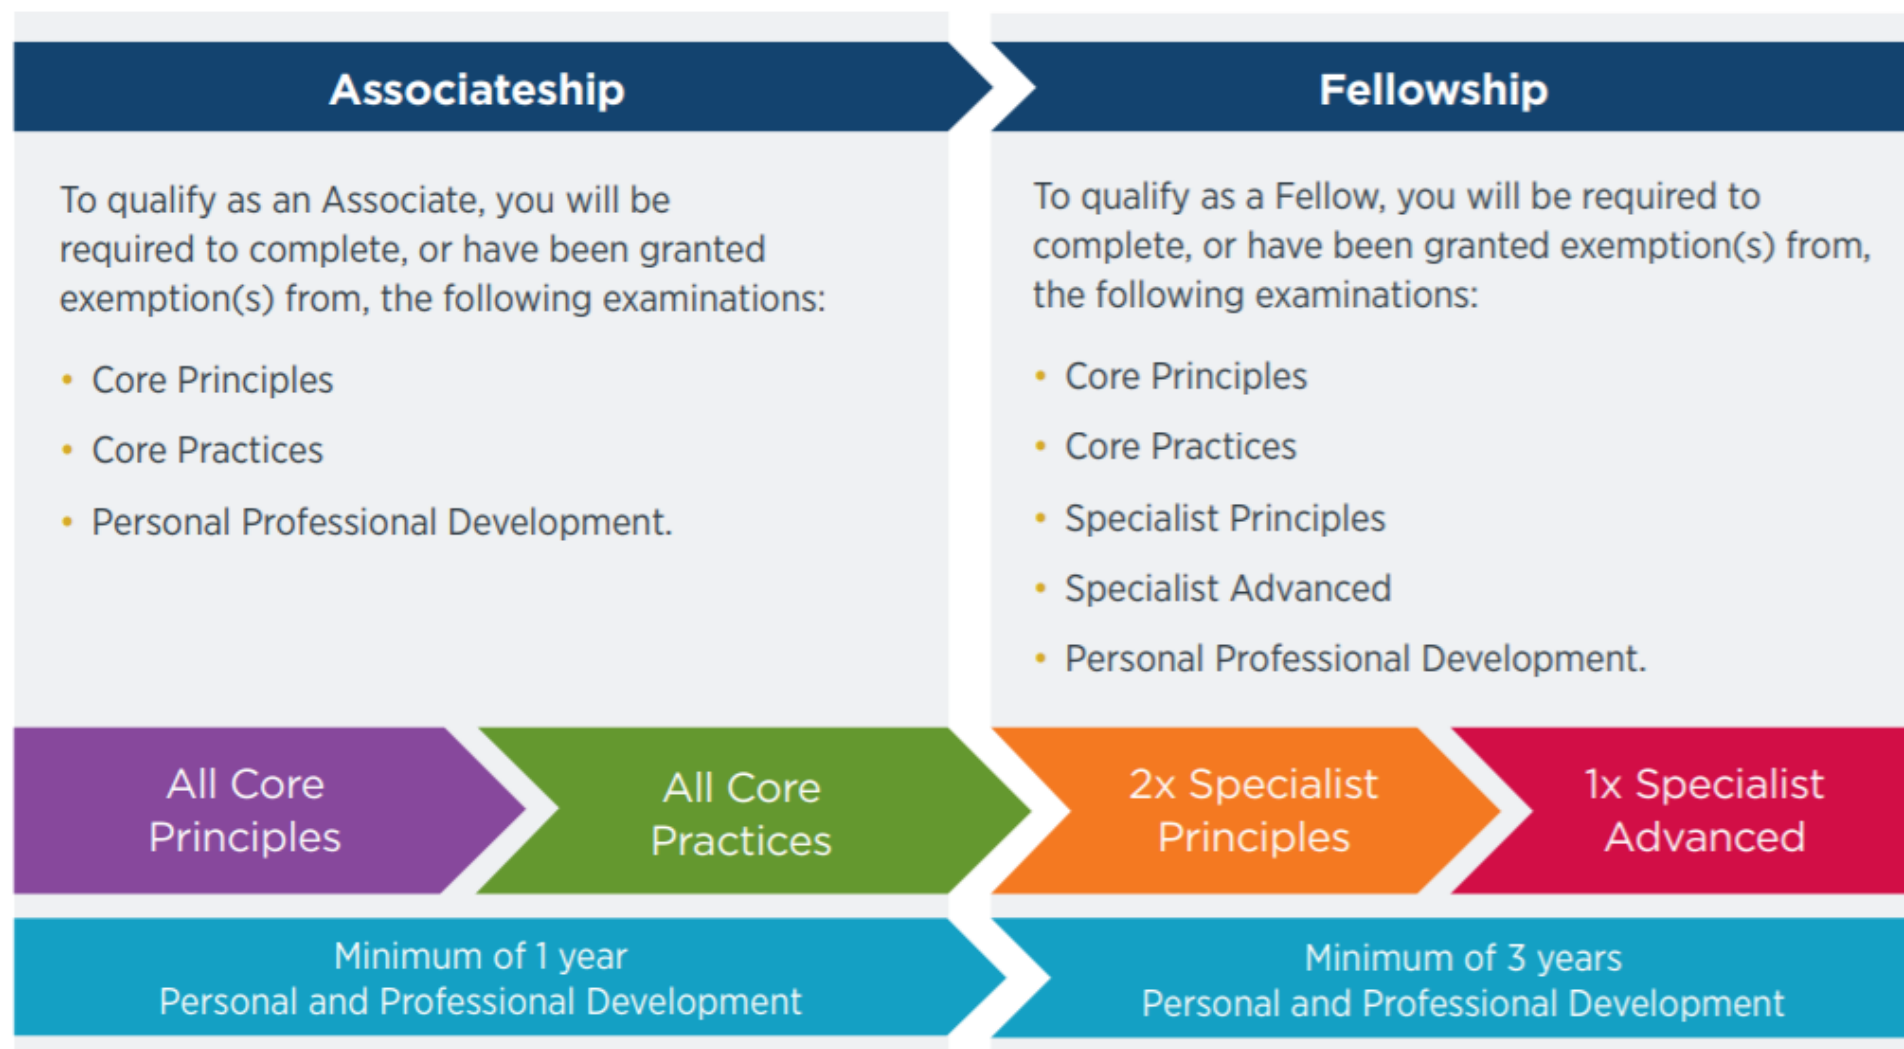 Associateship
To qualify as an Associate, you will be
required to complete, or have been granted
exemption(s) from, the following examinations:
• Core Principles
• Core Practices
• Personal Professional Development.
All Core
Principles
All Core
Practices
Minimum of 1 year
Personal and Professional Development
Fellowship
To qualify as a Fellow, you will be required to
complete, or have been granted exemption(s) from,
the following examinations:
• Core Principles
• Core Practices
• Specialist Principles
• Specialist Advanced
• Personal Professional Development.
2x Specialist
Principles
1x Specialist
Advanced
Minimum of 3 years
Personal and Professional Development